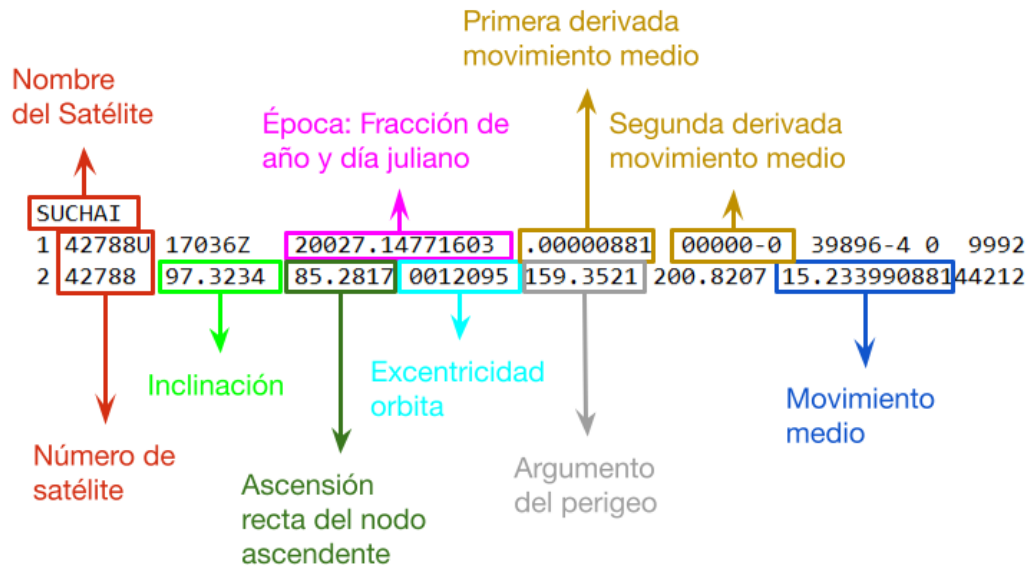 Primera derivada
movimiento medio
Nombre
del Satélite
Época: Fracción de
año y día juliano
Segunda derivada
movimiento medio
SUCHAI
1 42788U 17036Z 20027.14771603 .00000881 00000-0 39896-4 0 9992
2 42788 97.3234 85.2817 0012095 159.3521 200.8207 15.23399088144212
Inclinación
Excentricidad
orbita
Movimiento
medio
Número de
satélite
Ascensión
recta del nodo
ascendente
Argumento
del perigeo